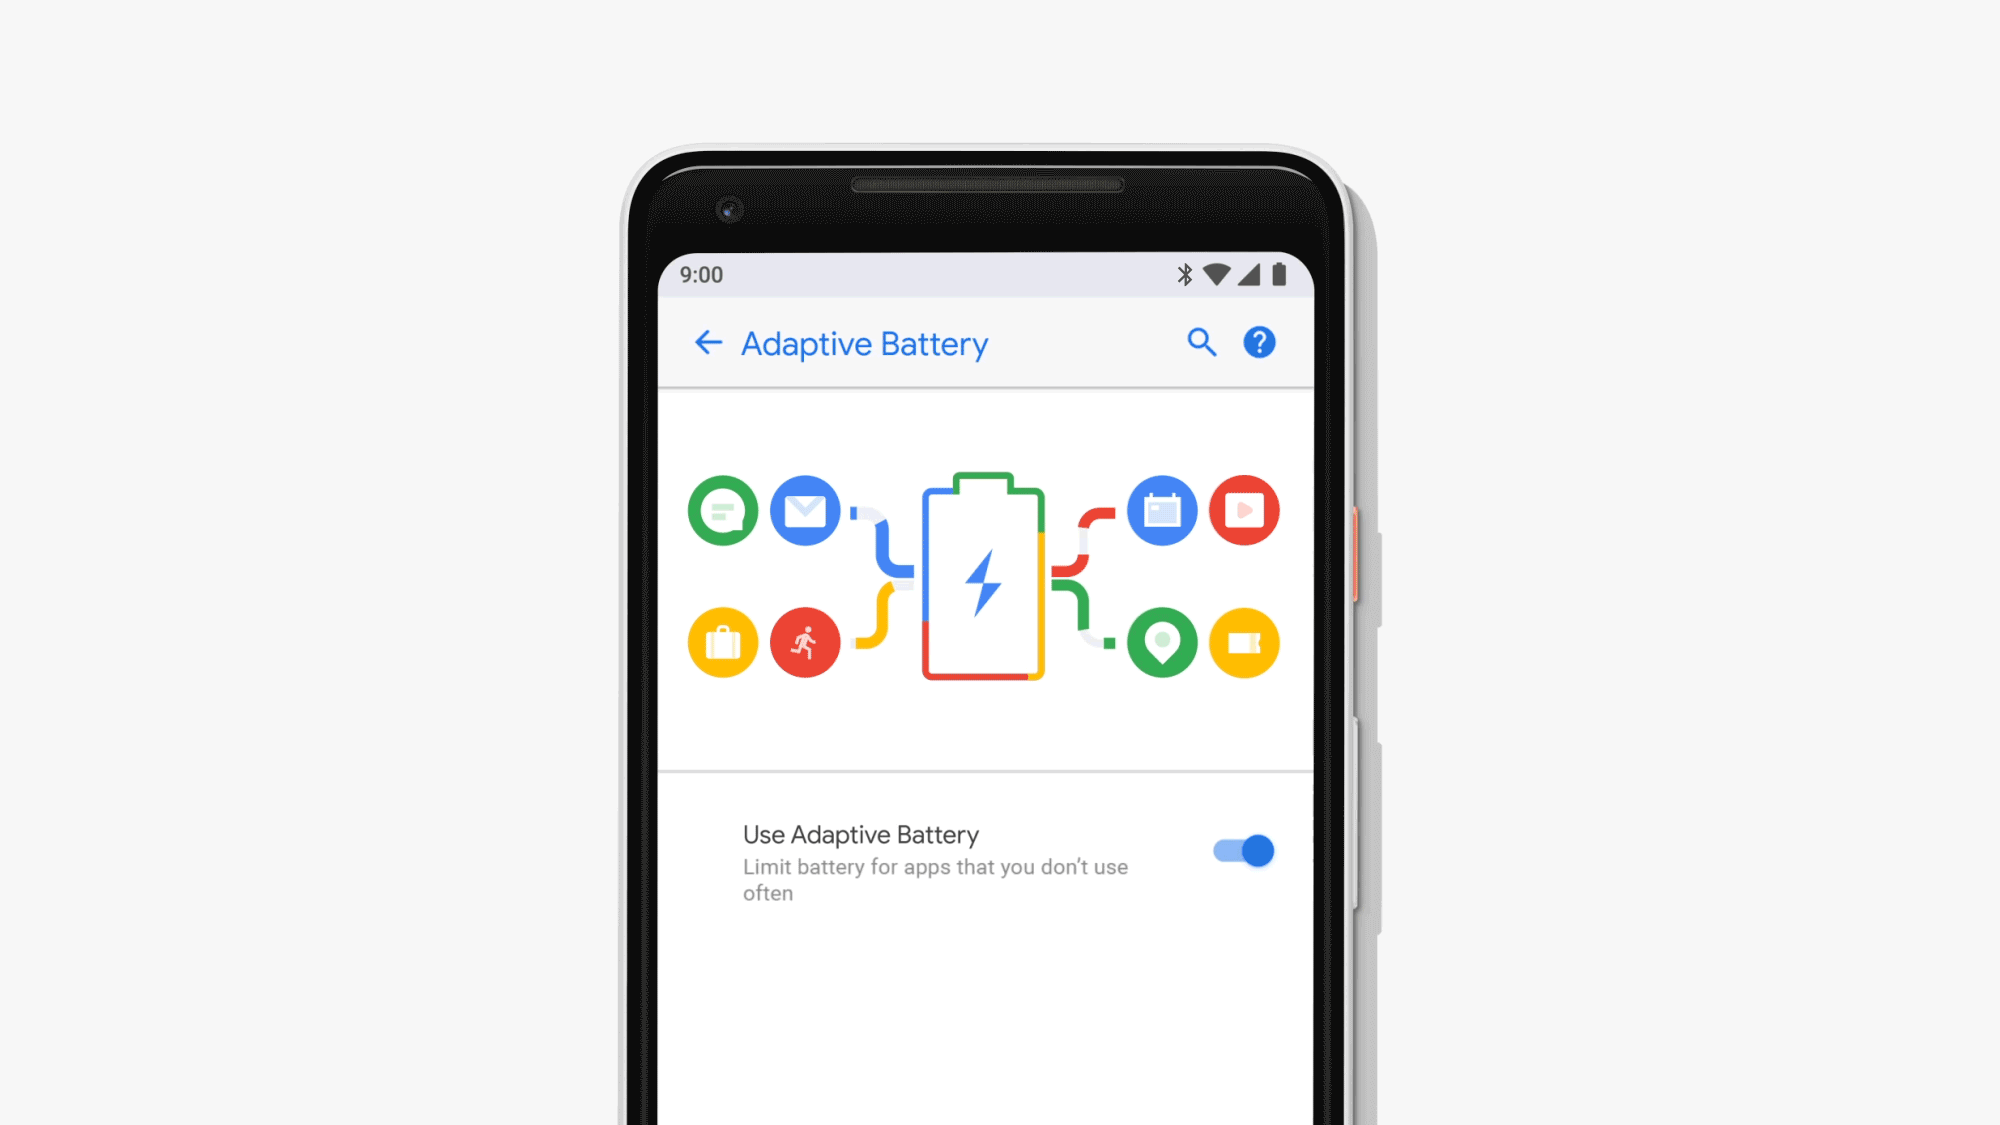 9:00
Adaptive Battery
Use Adaptive Battery
Limit battery for apps that you don’t use
often